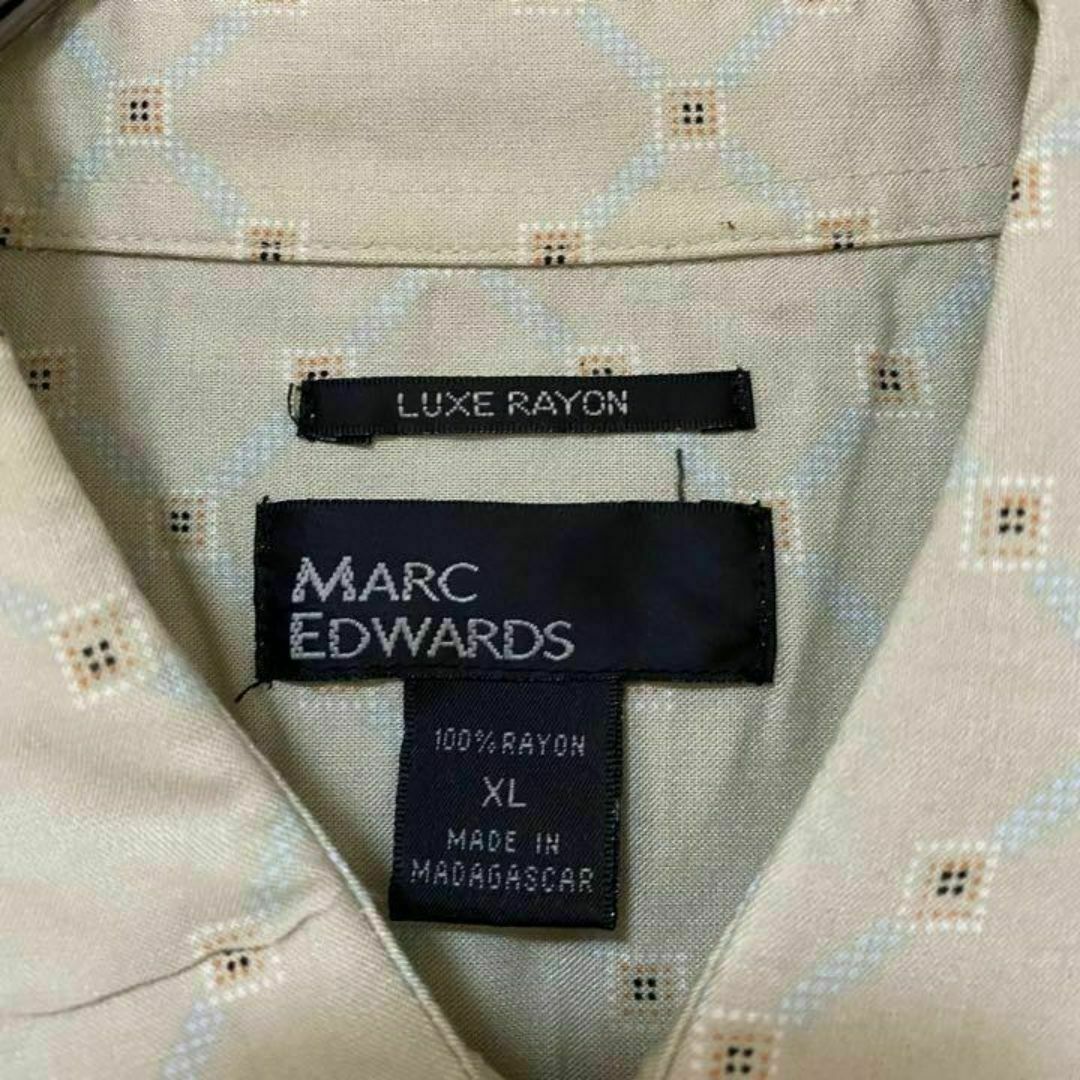 LUXE RAYON
MARC
EDWARDS
100% RAYON
XL
MADE IN
MADAGASCAR